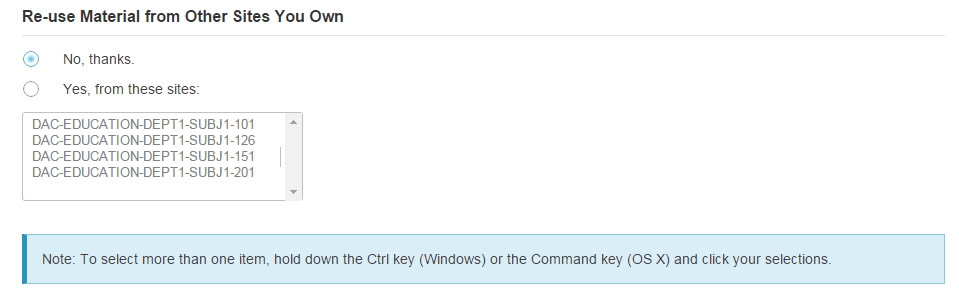 Re-use Material from Other Sites You Own
No, thanks.
Yes, from these sites:
DAC-EDUCATION-DEPT1-SUBJ1-101
DAC-EDUCATION-DEPT1-SUBJ1-126
DAC-EDUCATION-DEPT1-SUBJ1-151
DAC-EDUCATION-DEPT1-SUBJ1-201
Note: To select more than one item, hold down the Ctrl key (Windows) or the Command key (OS X) and click your selections.